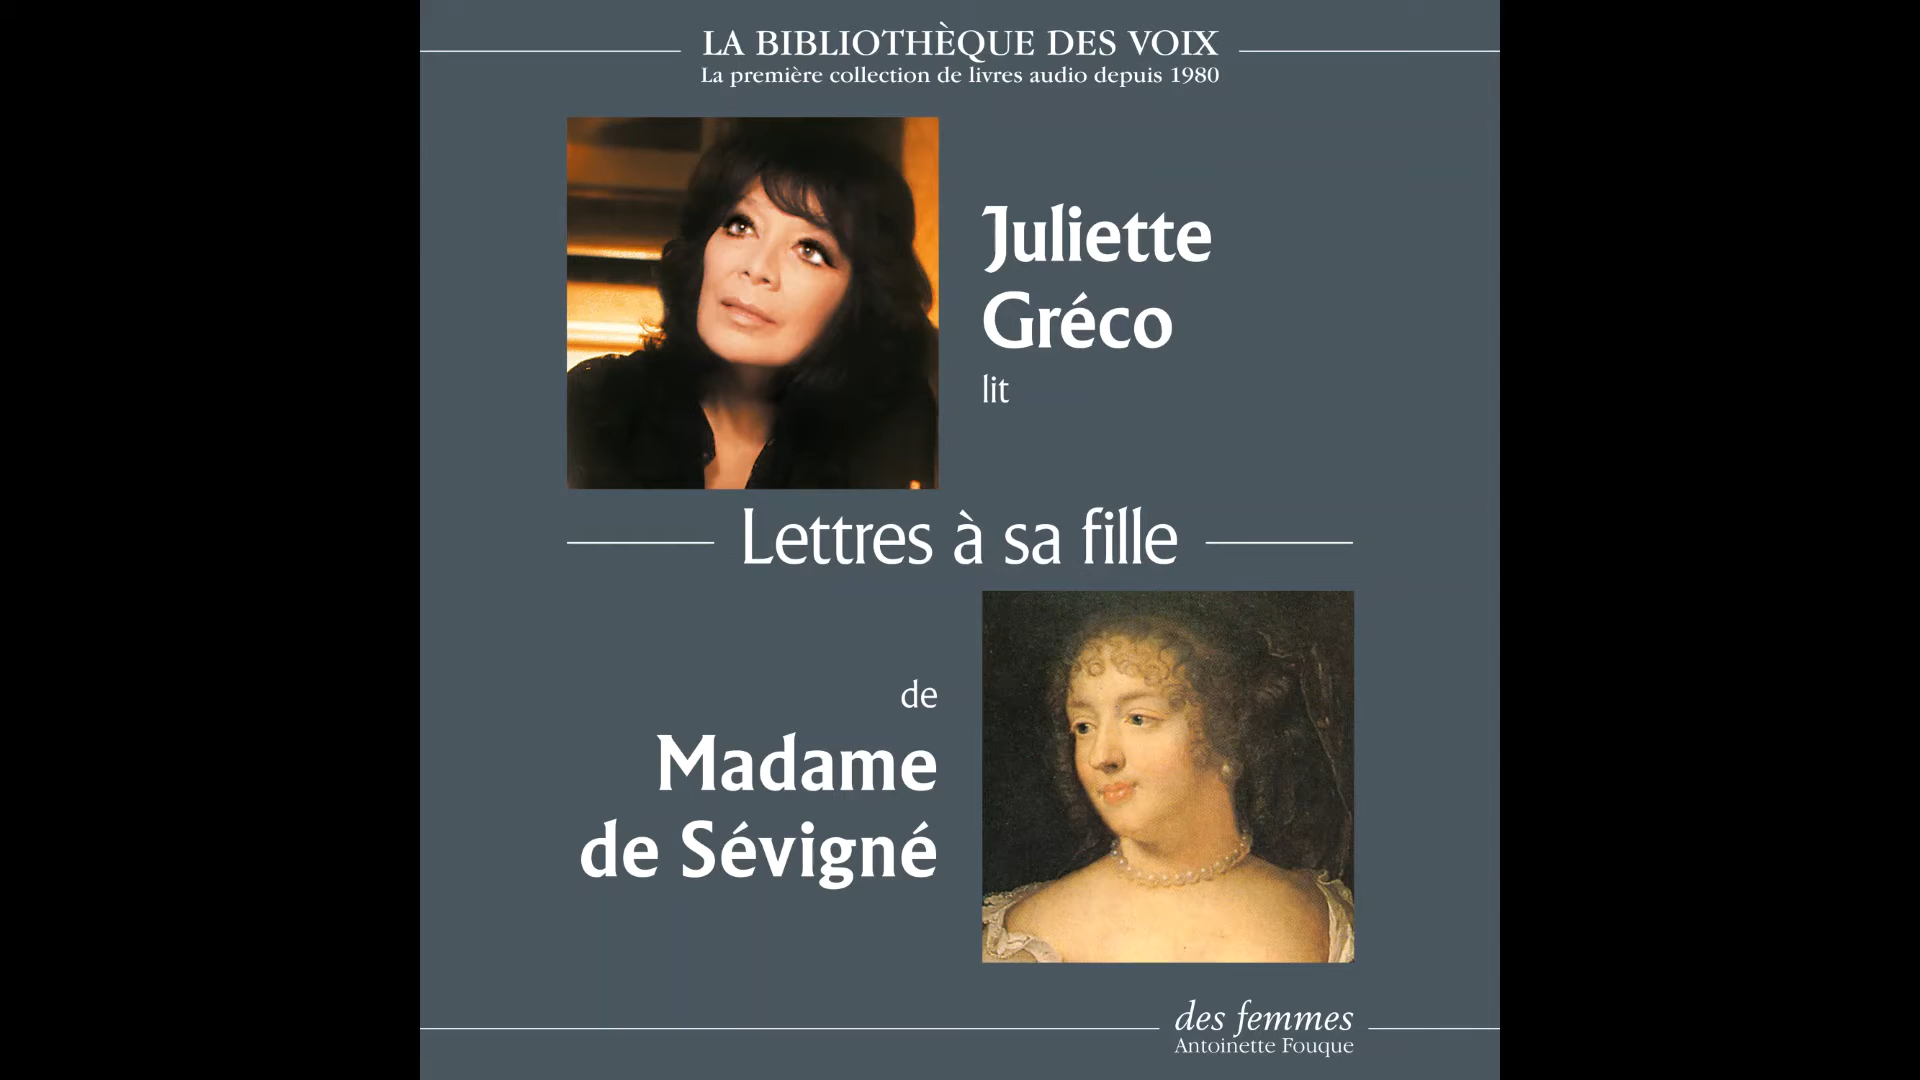 LA BIBLIOTHÈQUE DES VOIX
La première collection de livres audio depuis 1980
Juliette
Gréco
lit
Lettres à sa fille
de
Madame
de Sévigné
des femmes
Antoinette Fouque